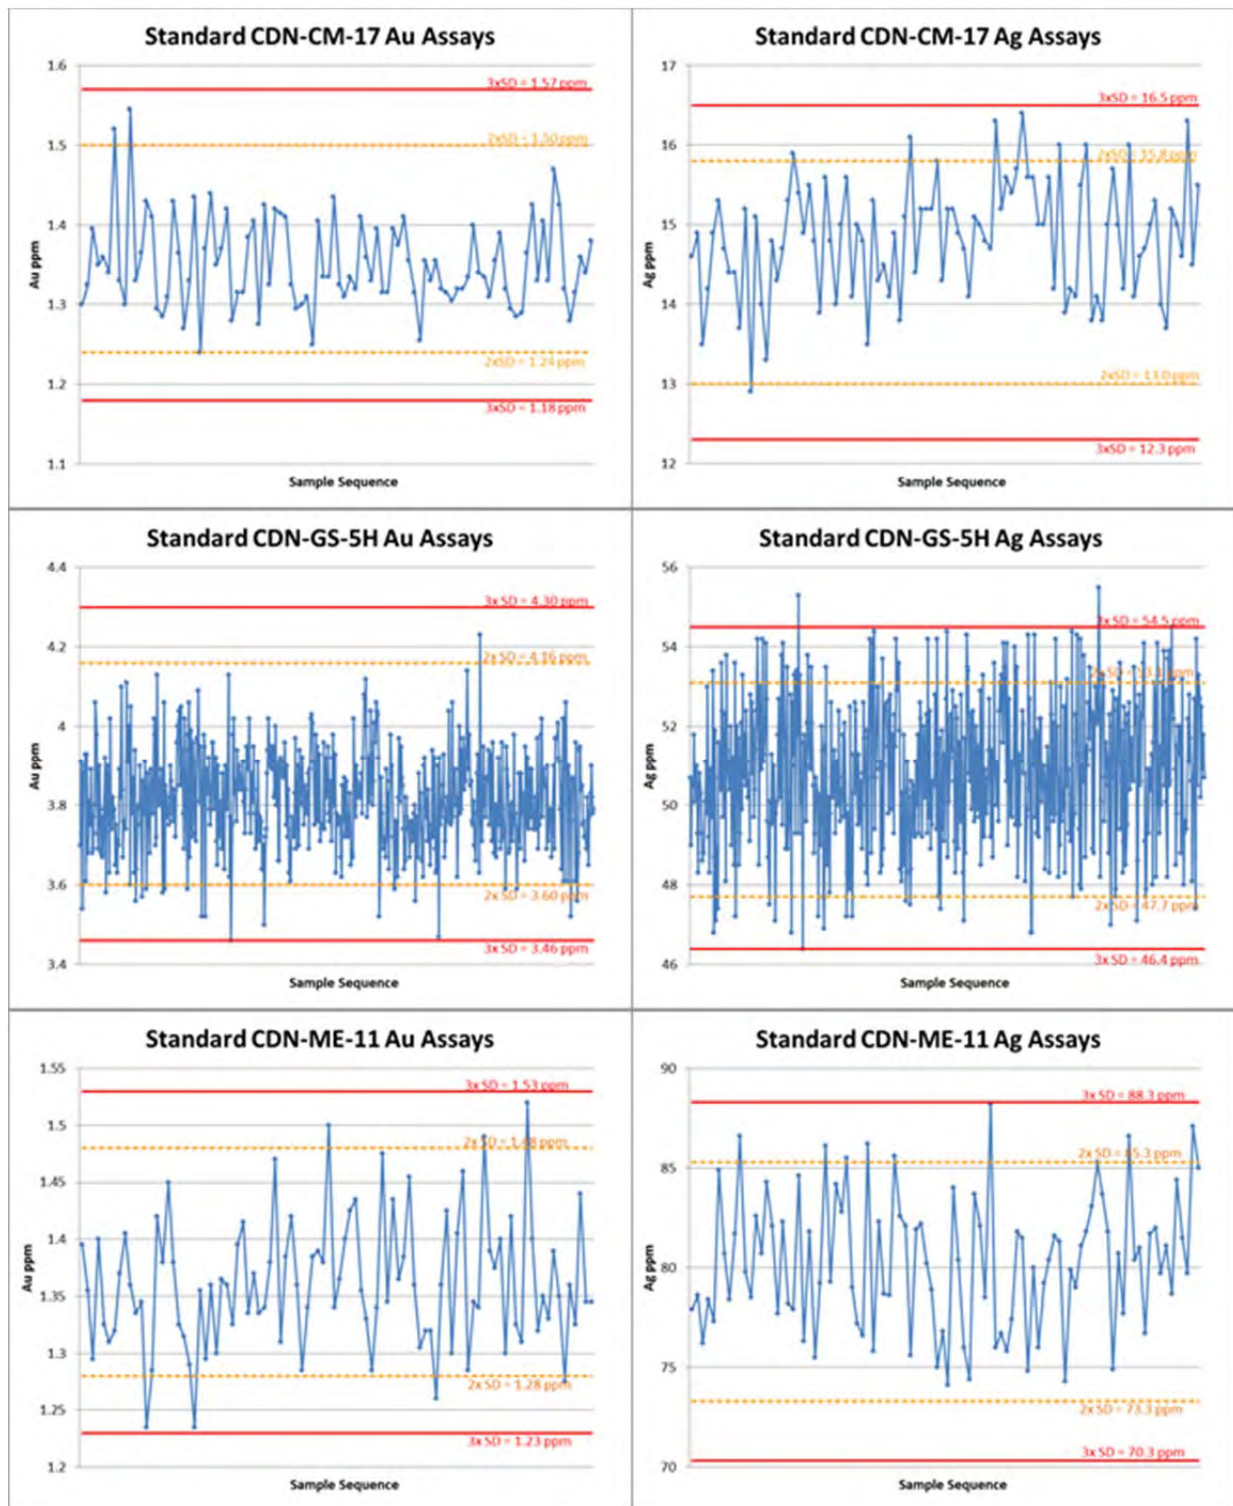 Standard CDN-CM-17 Au Assays
1.6
1.5
1.4
1.3
1.2
1.1
Au ppm
3xSD = 1.57 ppm
2xSD = 1.50 ppm
2xSD = 1.24 ppm
3xSD = 1.18 ppm
Sample Sequence
Standard CDN-CM-17 Ag Assays
17
16
15
14
13
12
Ag ppm
3xSD = 16.5 ppm
2xSD = 15.8 ppm
2xSD = 13.0 ppm
3xSD = 12.3 ppm
Sample Sequence
Standard CDN-GS-5H Au Assays
4.4
4.2
4
3.8
3.6
3.4
Au ppm
3x SD = 4.30 ppm
2x SD = 4.16 ppm
2x SD = 3.60 ppm
3x SD = 3.46 ppm
Sample Sequence
Standard CDN-GS-5H Ag Assays
56
54
52
50
48
46
Ag ppm
3x SD = 54.5 ppm
2x SD = 53.1 ppm
2x SD = 47.7 ppm
3x SD = 46.4 ppm
Sample Sequence
Standard CDN-ME-11 Au Assays
1.55
1.5
1.45
1.4
1.35
1.3
1.25
1.2
Au ppm
3x SD = 1.53 ppm
2x SD = 1.48 ppm
2x SD = 1.28 ppm
3x SD = 1.23 ppm
Sample Sequence
Standard CDN-ME-11 Ag Assays
90
85
80
75
70
Ag ppm
3x SD = 88.3 ppm
2x SD = 85.3 ppm
2x SD = 73.3 ppm
3x SD = 70.3 ppm
Sample Sequence